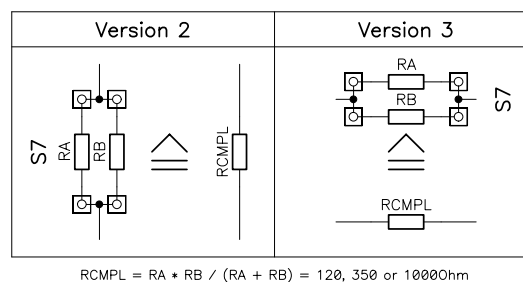 Version 2
Version 3
S7
RA
RB
RCMPL
RA
RB
S7
RCMPL
RCMPL = RA * RB / (RA + RB) = 120, 350 or 1000Ohm